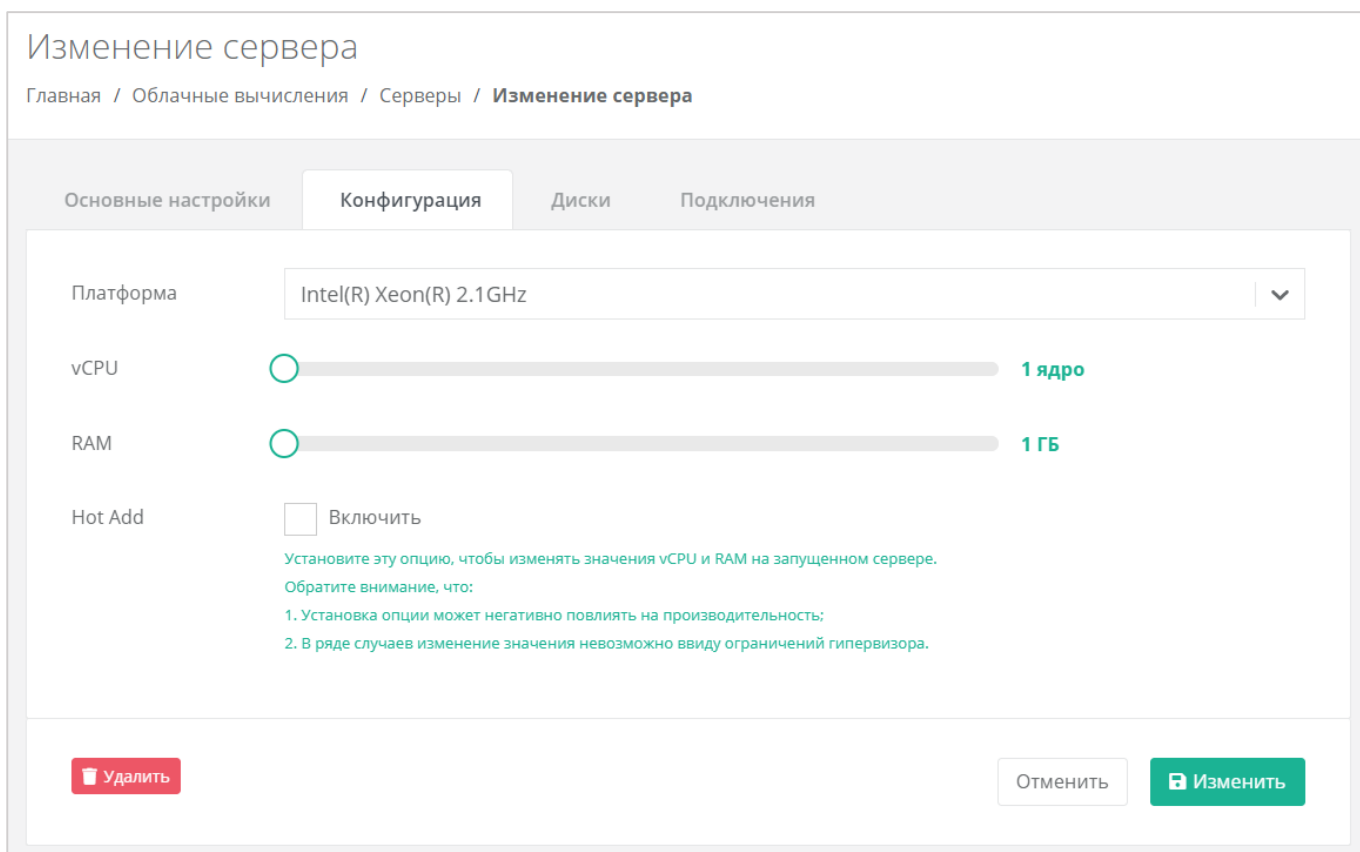 Изменение сервера
Главная / Облачные вычисления / Серверы / Изменение сервера
Основные настройки Конфигурация Диски Подключения
Платформа Intel(R) Xeon(R) 2.1GHz
vCPU 1 ядро
RAM 1 ГБ
Hot Add Включить
Установите эту опцию, чтобы изменять значения vCPU и RAM на запущенном сервере.
Обратите внимание, что:
1. Установка опции может негативно повлиять на производительность;
2. В ряде случаев изменение значения невозможно ввиду ограничений гипервизора.
Удалить Отменить Изменить